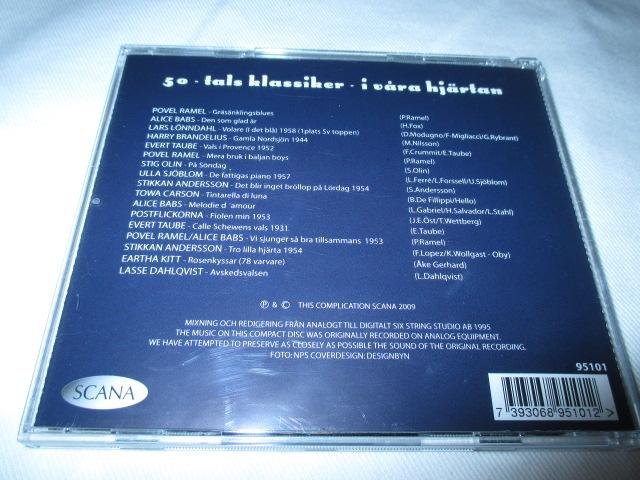 50 - tals klassiker - i våra hjärtan
POVEL RAMEL - Gräsänklingsblues (P.Ramel)
ALICE BABS - Den som glad är (H.Fox)
LARS LÖNNDAHL - Volare (I det blå) 1958 (1plats Sv toppen) (D.Modugno/F-Migliacci/G.Rybrant)
HARRY BRANDELIUS - Gamla Nordsjön 1944 (M.Nilsson)
EVERT TAUBE - Vals i Provence 1952 (F.Crummit/E.Taube)
POVEL RAMEL - Mera bruk i baljan boys (P.Ramel)
STIG OLIN - På Söndag (S.Olin)
ULLA SJÖBLOM - De fattigas piano 1957 (L.Ferré/L.Forssell/U.Sjöblom)
STIKKAN ANDERSSON - Det blir inget bröllop på Lördag 1954 (S.Andersson)
TOWA CARSON - Tintarella di luna (B.De Filippi/Hello)
ALICE BABS - Melodie d´amour (L.Gabriel/H.Salvador/L.Stahl)
POSTFLICKORNA - Fiolen min 1953 (J.E.Öst/T.Wettberg)
EVERT TAUBE - Calle Schewens vals 1931 (E.Taube)
POVEL RAMEL/ALICE BABS - Vi sjunger så bra tillsammans 1953 (P.Ramel)
STIKKAN ANDERSSON - Tro lilla hjärta 1954 (F.Lopez/K.Wollgast - Oby)
EARTHA KITT - Rosenkyssar (78 varvare) (Åke Gerhard)
LASSE DAHLQVIST - Avskedsvalsen (L.Dahlqvist)
℗ & © THIS COMPLICATION SCANA 2009
MIXNING OCH REDIGERING FRÅN ANALOGT TILL DIGITALT SIX STRING STUDIO AB 1995
THE MUSIC ON THIS COMPACT DISC WAS ORIGINALLY RECORDED ON ANALOG EQUIPMENT.
WE HAVE ATTEMPTED TO PRESERVE AS CLOSELY AS POSSIBLE THE SOUND OF THE ORIGINAL RECORDING.
FOTO: NPS COVERDESIGN: DESIGNBYN
95101
SCANA
7 393068 951012 >